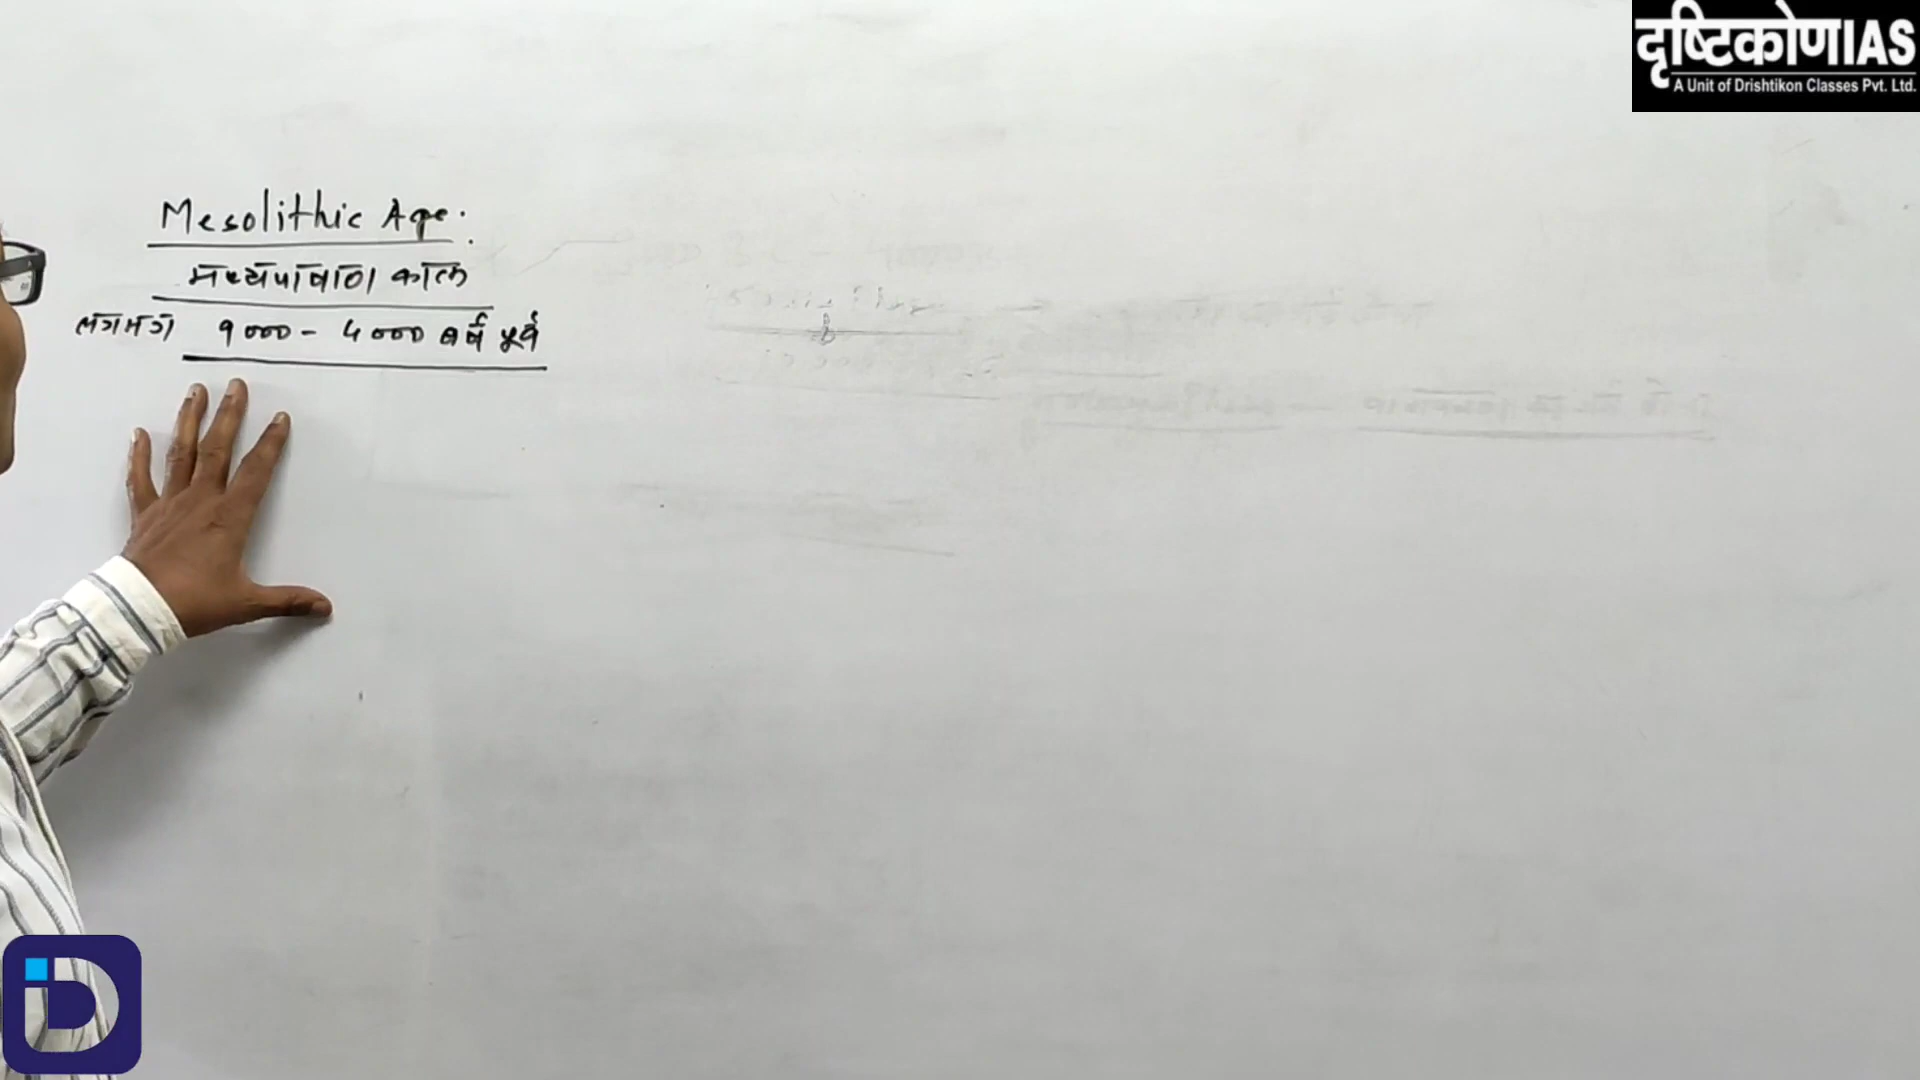 दृष्टिकोणIAS
A Unit of Drishtikon Classes Pvt. Ltd.
Mesolithic Age.
मध्यपाषाण काल
लगभग 9000 - 4000 वर्ष पूर्व